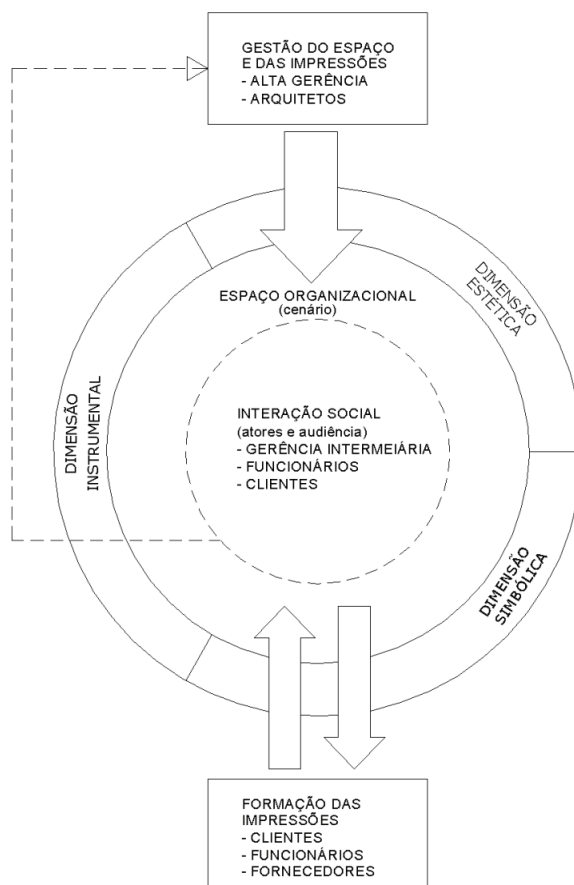 GESTÃO DO ESPAÇO
E DAS IMPRESSÕES
- ALTA GERÊNCIA
- ARQUITETOS
DIMENSÃO
ESTÉTICA
ESPAÇO ORGANIZACIONAL
(cenário)
DIMENSÃO
INSTRUMENTAL
INTERAÇÃO SOCIAL
(atores e audiência)
- GERÊNCIA INTERMEIÁRIA
- FUNCIONÁRIOS
- CLIENTES
DIMENSÃO
SIMBÓLICA
FORMAÇÃO DAS
IMPRESSÕES
- CLIENTES
- FUNCIONÁRIOS
- FORNECEDORES